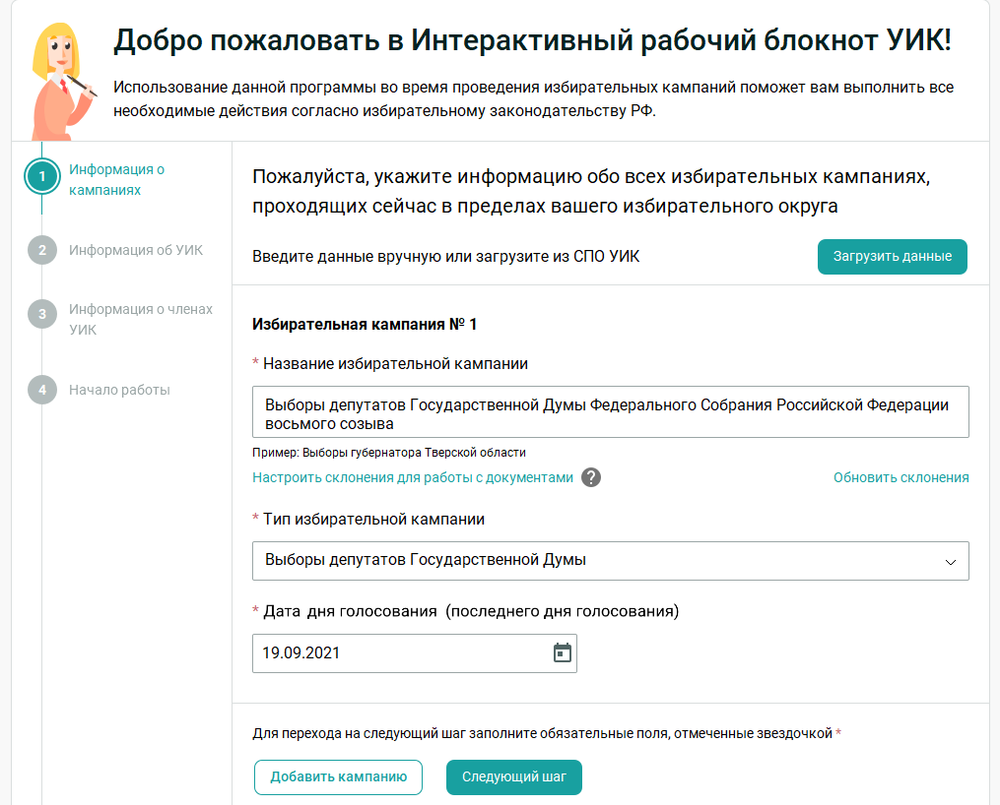 Добро пожаловать в Интерактивный рабочий блокнот УИК!
Использование данной программы во время проведения избирательных кампаний поможет вам выполнить все
необходимые действия согласно избирательному законодательству РФ.
1
Информация о
кампаниях
2
Информация об УИК
3
Информация о членах
УИК
4
Начало работы
Пожалуйста, укажите информацию обо всех избирательных кампаниях,
проходящих сейчас в пределах вашего избирательного округа
Введите данные вручную или загрузите из СПО УИК
Загрузить данные
Избирательная кампания № 1
* Название избирательной кампании
Выборы депутатов Государственной Думы Федерального Собрания Российской Федерации
восьмого созыва
Пример: Выборы губернатора Тверской области
Настроить склонения для работы с документами ?
Обновить склонения
* Тип избирательной кампании
Выборы депутатов Государственной Думы
* Дата дня голосования (последнего дня голосования)
19.09.2021
Для перехода на следующий шаг заполните обязательные поля, отмеченные звездочкой *
Добавить кампанию
Следующий шаг